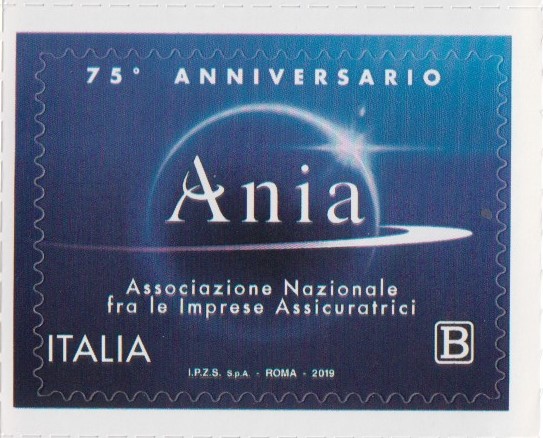 75° ANNIVERSARIO
Ania
Associazione Nazionale
fra le Imprese Assicuratrici
ITALIA
B
I.P.Z.S. S.p.A. - ROMA - 2019